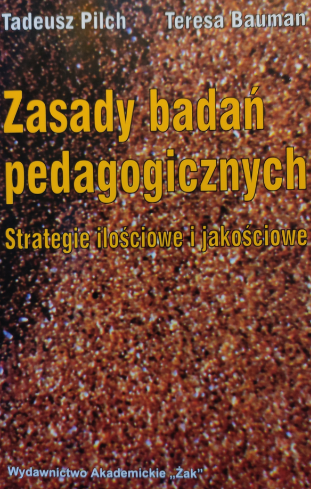 Tadeusz Pilch Teresa Bauman
Zasady badań
pedagogicznych
Strategie ilościowe i jakościowe
Wydawnictwo Akademickie „Żak”